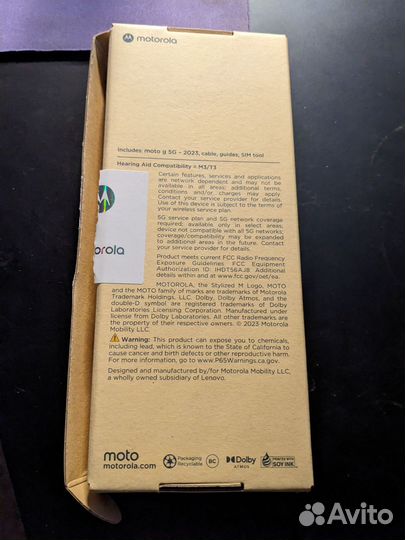 motorola
includes: moto g 5G – 2023, cable, guides, SIM tool
Hearing Aid Compatibility = M3/T3
Certain features, services and applications
are network dependent and may not be
available in all areas; additional terms,
conditions and/or charges may apply.
Contact your service provider for details.
Use of this device is subject to the terms of
your wireless service plan.
5G service plan and 5G network coverage
required; available only in select areas;
device not compatible with all 5G networks;
coverage/compatibility may be expanded
to additional areas or services over time.
Contact your service provider for details.
Product meets current FCC Radio Frequency
Exposure Guidelines FCC Equipment
Authorization ID: IHDT56AJ8 Additional
details within and at www.fcc.gov/oet/ea.
MOTOROLA, the Stylized M Logo, MOTO
and the MOTO family of marks are trademarks of Motorola
Trademark Holdings, LLC. Dolby, Dolby Atmos, and the
double-D symbol are registered trademarks of Dolby
Laboratories Licensing Corporation. Manufactured under
license from Dolby Laboratories. All other trademarks are
the property of their respective owners. © 2023 Motorola
Mobility LLC.
Warning: This product can expose you to chemicals,
including lead, which is known to the State of California to
cause cancer and birth defects or other reproductive harm.
For more information, go to www.P65Warnings.ca.gov.
Designed and manufactured by/for Motorola Mobility LLC,
a wholly owned subsidiary of Lenovo.
orola
moto
motorola.com
Packaging
Recyclable
BC
Dolby
ATMOS
PRINTED WITH
SOY INK
Avito